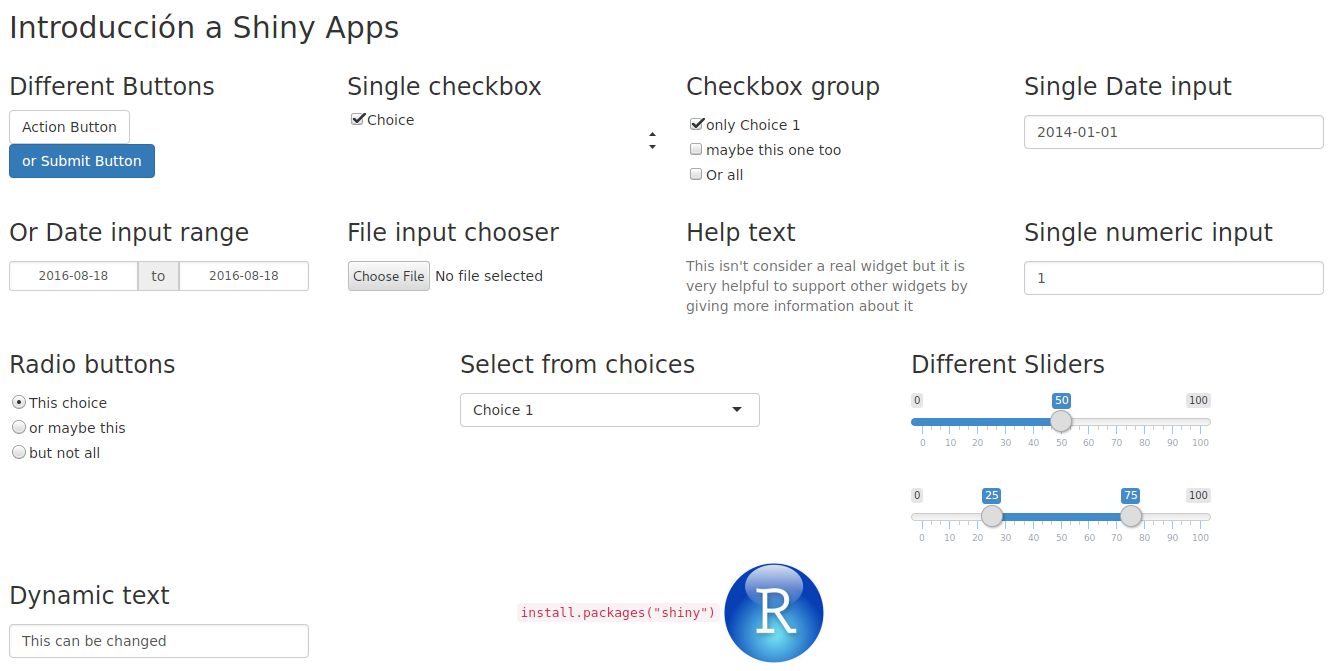 Introducción a Shiny Apps
Different Buttons
Action Button
or Submit Button
Single checkbox
Choice
Checkbox group
only Choice 1
maybe this one too
Or all
Single Date input
2014-01-01
Or Date input range
2016-08-18 to 2016-08-18
File input chooser
Choose File No file selected
Help text
This isn't consider a real widget but it is
very helpful to support other widgets by
giving more information about it
Single numeric input
1
Radio buttons
This choice
or maybe this
but not all
Select from choices
Choice 1
Different Sliders
0 50 100
0 10 20 30 40 50 60 70 80 90 100
0 25 75 100
0 10 20 30 40 50 60 70 80 90 100
Dynamic text
This can be changed
install.packages("shiny")
R